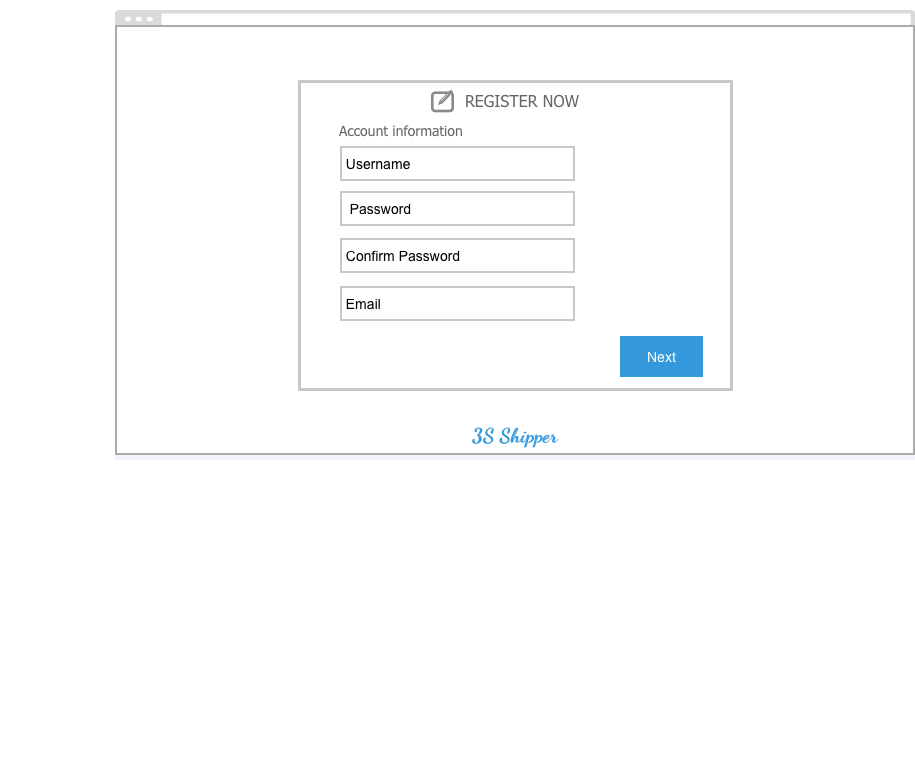 REGISTER NOW
Account information
Username
Password
Confirm Password
Email
Next
3S Shipper